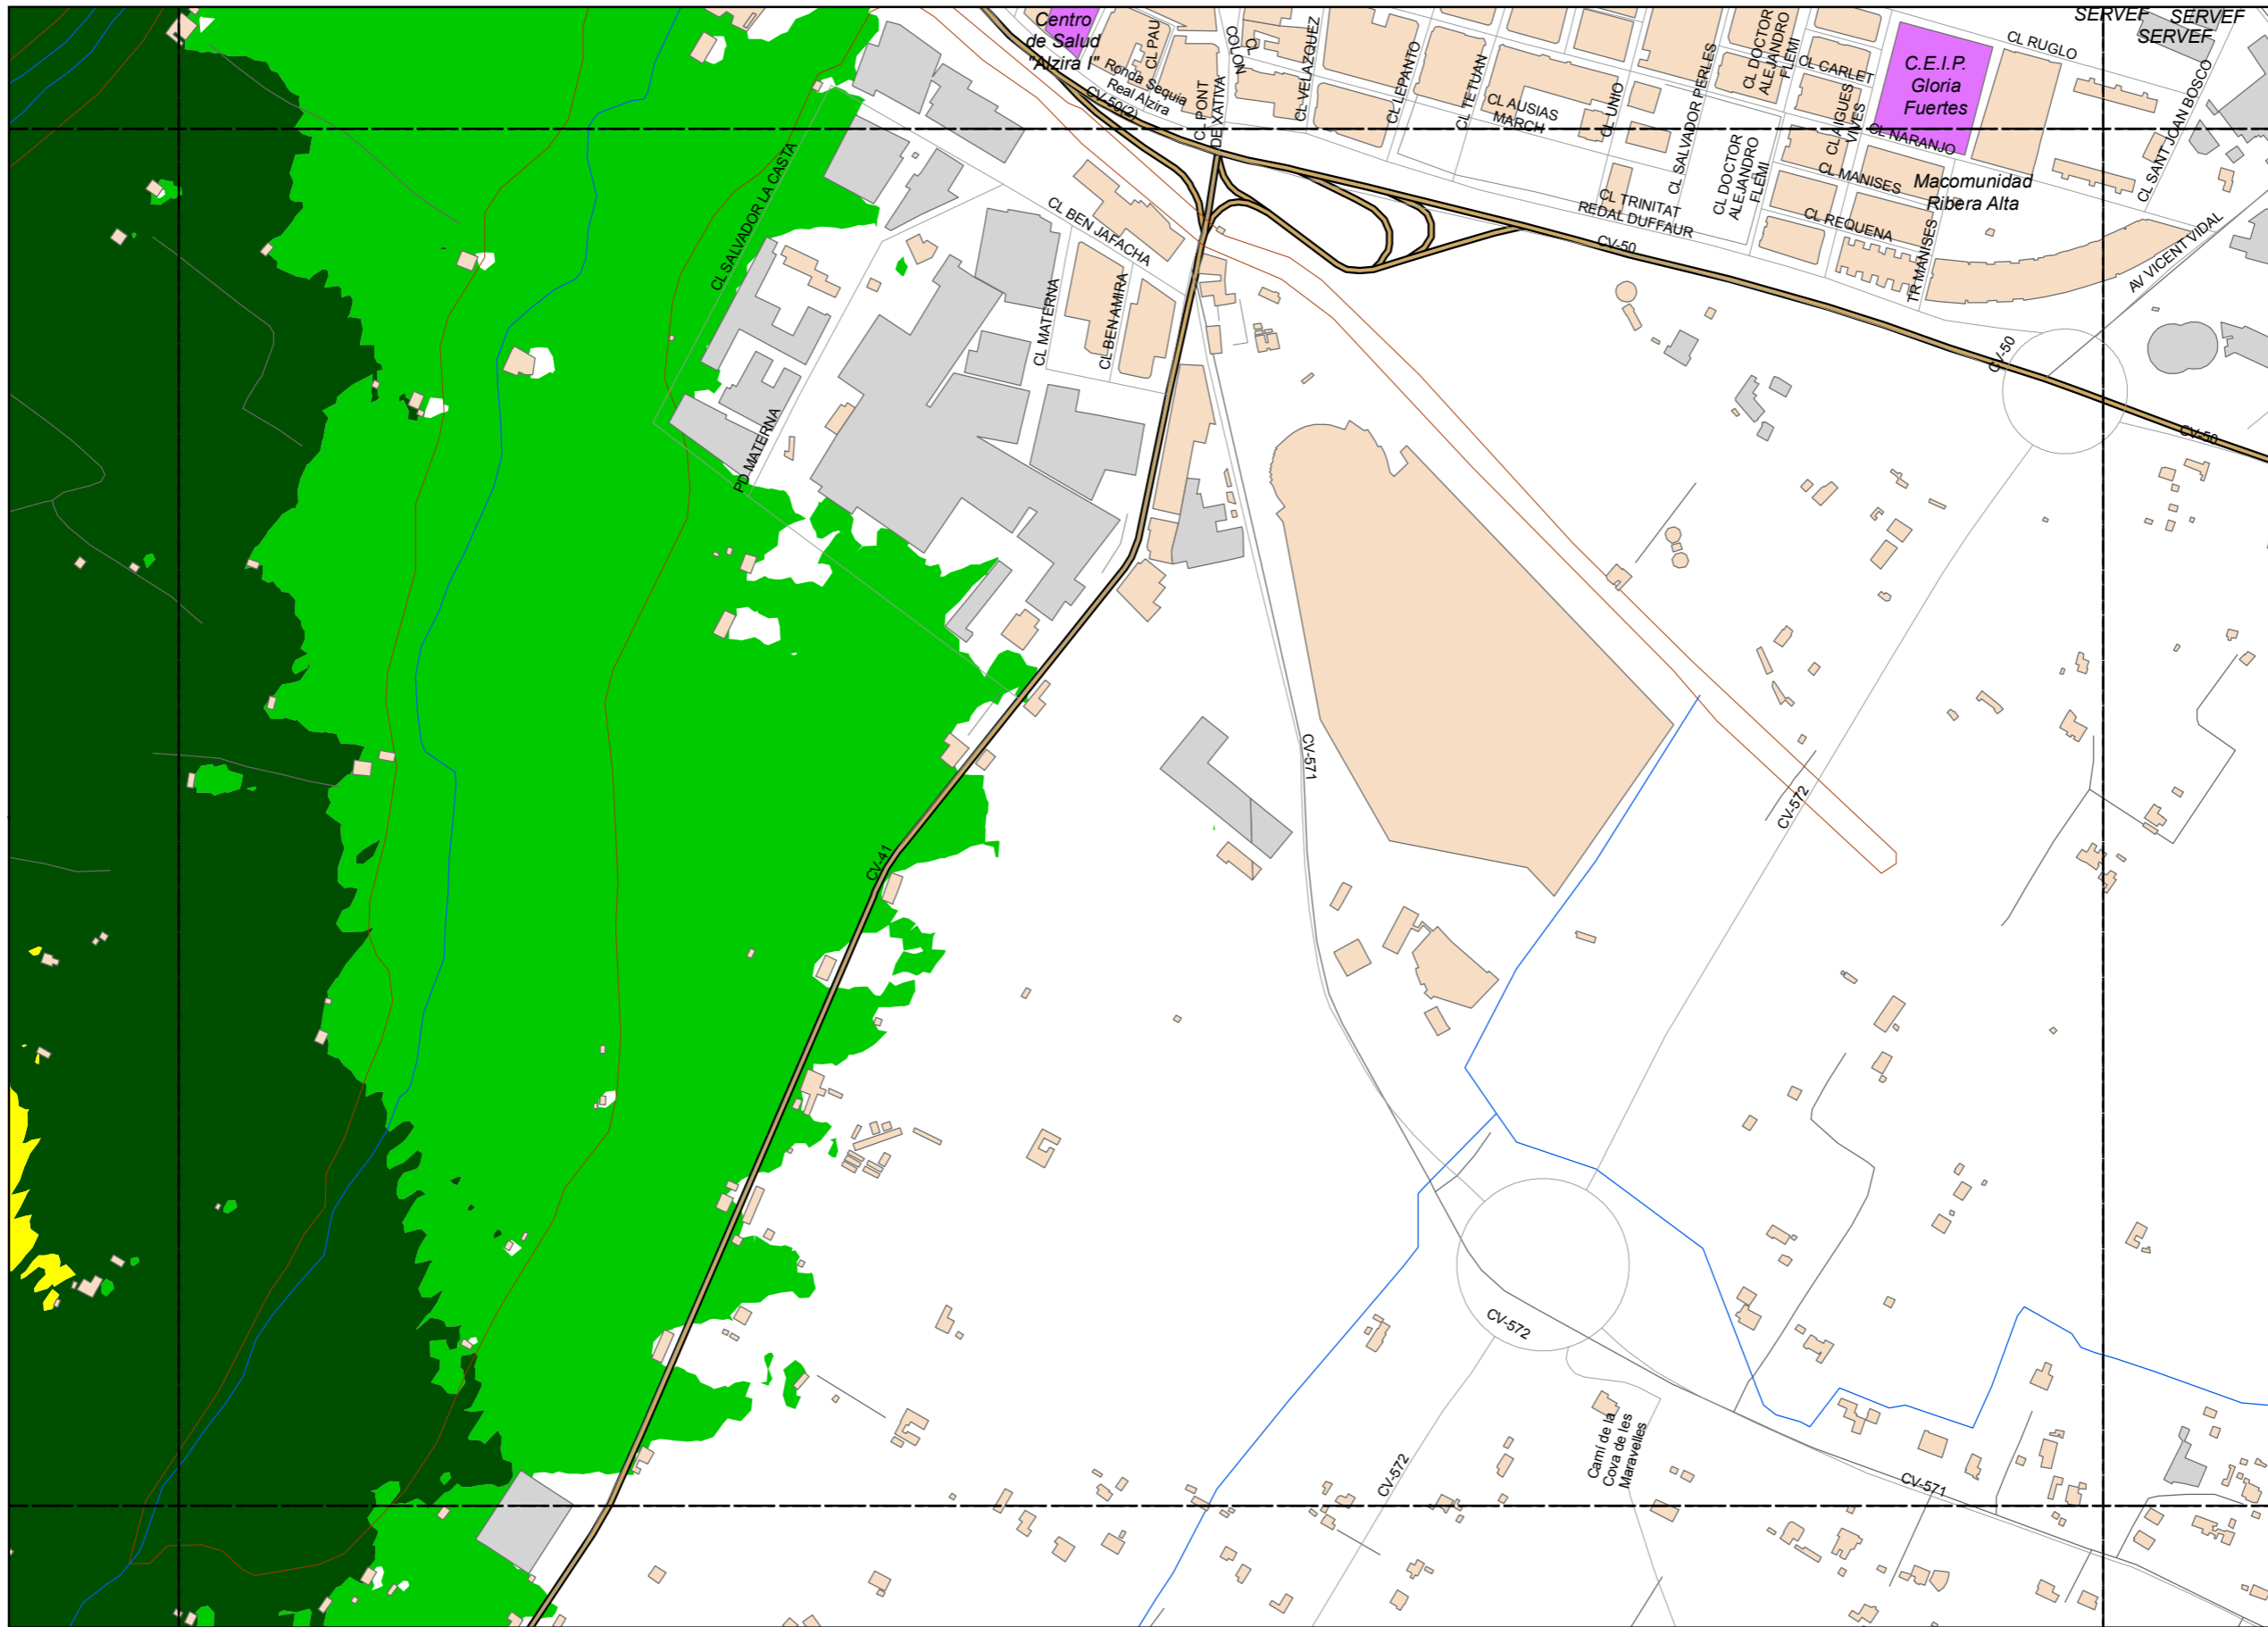 Centro
de Salud
"Alzira I"
Ronda Sequia
Real Alzira
CV-50(2)
CL PAU
CL PONT
DE XATIVA
CL
COLON
CL VELAZQUEZ
CL LEPANTO
CL TETUAN
CL AUSIAS
MARCH
CL UNIO
CL SALVADOR PERLES
CL DOCTOR
ALEJANDRO
FLEMI
CL CARLET
CL AIGUES
VIVES
C.E.I.P.
Gloria
Fuertes
CL NARANJO
CL RUGLO
SERVEF
SERVEF
SERVEF
CL SANT JOAN BOSCO
CL DOCTOR
ALEJANDRO
FLEMI
CL MANISES
Macomunidad
Ribera Alta
CL REQUENA
TR MANISES
AV VICENT VIDAL
CL TRINITAT
REDAL DUFFAUR
CV-50
CV-50
CV-50
CL SALVADOR LA CASTA
CL BEN JAFACHA
CL MATERNA
CL BEN AMIRA
PD MATERNA
CV-571
CV-572
CV-41
CV-572
CV-572
Camí de la
Cova de les
Maravelles
CV-571